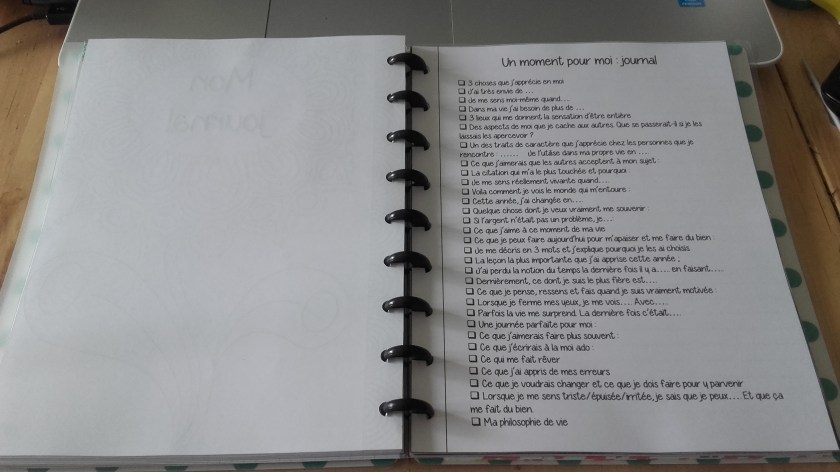 Un moment pour moi : journal
❑ 3 choses que j'apprécie en moi
❑ J'ai très envie de ....
❑ Je me sens moi-même quand....
❑ Dans ma vie j'ai besoin de plus de ....
❑ 3 lieux qui me donnent la sensation d'être entière
❑ Des aspects de moi que je cache aux autres. Que se passerait-il si je les
laissais les apercevoir ?
❑ Un des traits de caractère que j'apprécie chez les personnes que je
rencontre : ....... Je l'utilise dans ma propre vie en .....
❑ Ce que j'aimerais que les autres acceptent à mon sujet :
❑ La citation qui m'a le plus touchée et pourquoi :
❑ Je me sens réellement vivante quand....
❑ Voila comment je vois le monde qui m'entoure :
❑ Cette année, j'ai changée en....
❑ Quelque chose dont je veux vraiment me souvenir :
❑ Si l'argent n'était pas un problème, je....:
❑ Ce que j'aime à ce moment de ma vie
❑ Ce que je peux faire aujourd'hui pour m'apaiser et me faire du bien :
❑ Je me décris en 3 mots et j'explique pourquoi je les ai choisis
❑ La leçon la plus importante que j'ai apprise cette année ;
❑ J'ai perdu la notion du temps la dernière fois il y a..... en faisant.....
❑ Dernièrement, ce dont je suis le plus fière est.....
❑ Ce que je pense, ressens et fais quand je suis vraiment motivée :
❑ Lorsque je ferme mes yeux, je me vois..... Avec.....
❑ Parfois la vie me surprend. La dernière fois c'était.....
❑ Une journée parfaite pour moi :
❑ Ce que j'aimerais faire plus souvent :
❑ Ce que j'écrirais à la moi ado :
❑ Ce qui me fait rêver
❑ Ce que j'ai appris de mes erreurs
❑ Ce que je voudrais changer et ce que je dois faire pour y parvenir
❑ Lorsque je me sens triste/épuisée/irritée, je sais que je peux.... Et que ça
me fait du bien.
❑ Ma philosophie de vie
Mon
journal